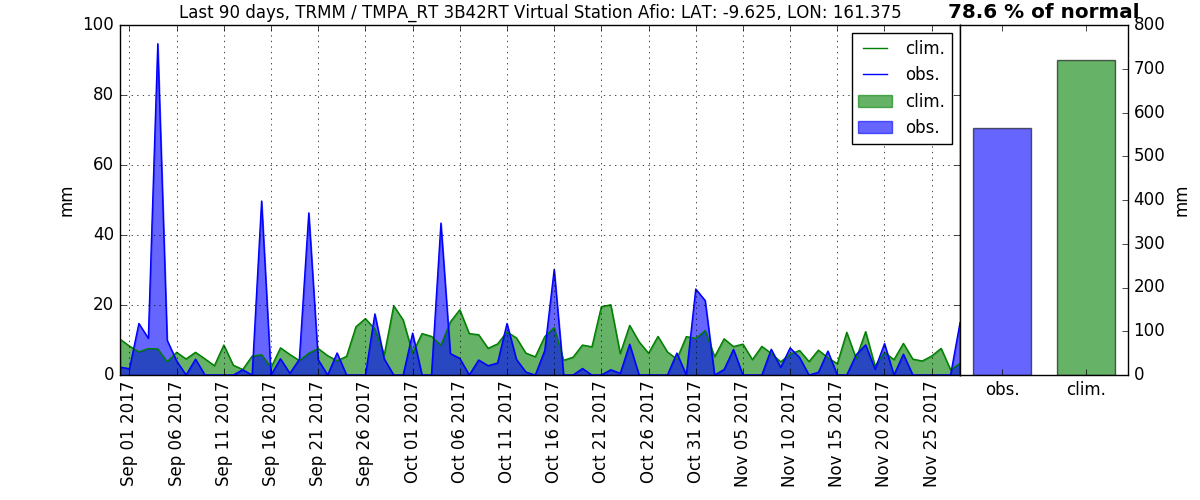 Last 90 days, TRMM / TMPA_RT 3B42RT Virtual Station Afio: LAT: -9.625, LON: 161.375
78.6 % of normal
100
80
60
40
20
0
mm
clim.
obs.
clim.
obs.
Sep 01 2017
Sep 06 2017
Sep 11 2017
Sep 16 2017
Sep 21 2017
Sep 26 2017
Oct 01 2017
Oct 06 2017
Oct 11 2017
Oct 16 2017
Oct 21 2017
Oct 26 2017
Oct 31 2017
Nov 05 2017
Nov 10 2017
Nov 15 2017
Nov 20 2017
Nov 25 2017
800
700
600
500
400
300
200
100
0
mm
obs.
clim.